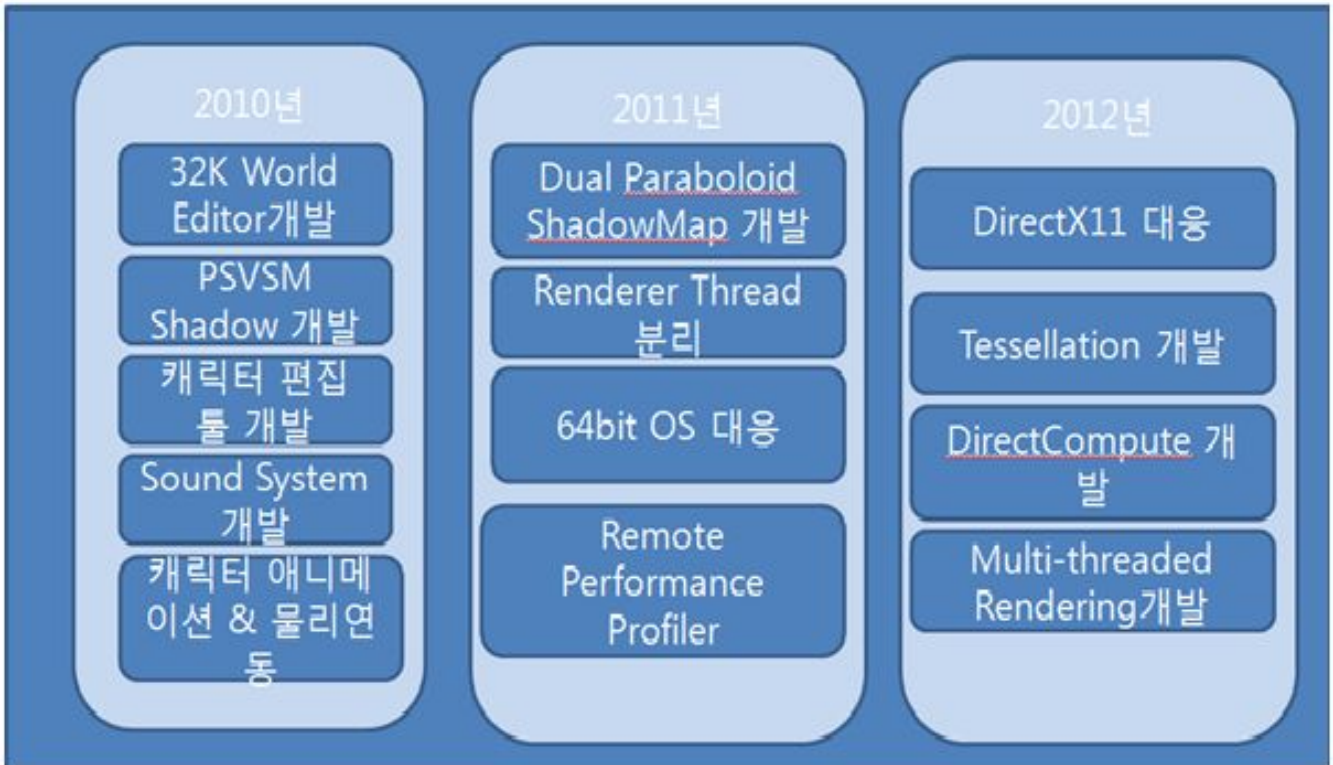 2010년
32K World
Editor개발
PSVSM
Shadow 개발
캐릭터 편집
툴 개발
Sound System
개발
캐릭터 애니메
이션 & 물리연
동
2011년
Dual Paraboloid
ShadowMap 개발
Renderer Thread
분리
64bit OS 대응
Remote
Performance
Profiler
2012년
DirectX11 대응
Tessellation 개발
DirectCompute 개
발
Multi-threaded
Rendering개발